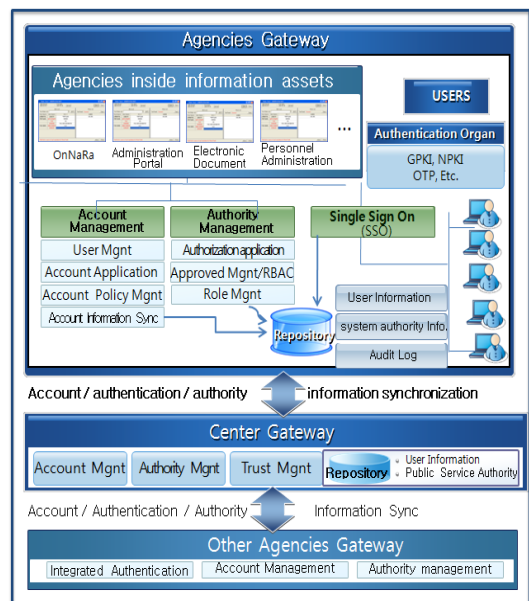 Agencies Gateway
Agencies inside information assets
OnNaRa
Administration
Portal
Electronic
Document
Personnel
Administration
...
USERS
Authentication Organ
GPKI, NPKI
OTP, Etc.
Account
Management
User Mgnt
Account Application
Account Policy Mgnt
Account Information Sync
Authority
Management
Authorization application
Approved Mgnt/RBAC
Role Mgnt
Single Sign On
(SSO)
Repository
User Information
system authority Info.
Audit Log
Account / authentication / authority
information synchronization
Center Gateway
Account Mgnt
Authority Mgnt
Trust Mgnt
Repository
User Information
Public Service Authority
Account / Authentication / Authority
Information Sync
Other Agencies Gateway
Integrated Authentication
Account Management
Authority management